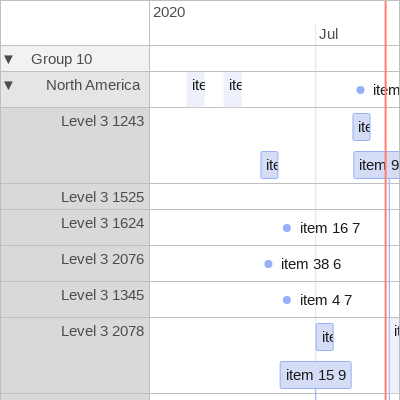 2020
Jul
▼ Group 10
▼ North America ite ite item
Level 3 1243 ite
item 9
Level 3 1525
Level 3 1624 item 16 7
Level 3 2076 item 38 6
Level 3 1345 item 4 7
Level 3 2078 ite it
item 15 9